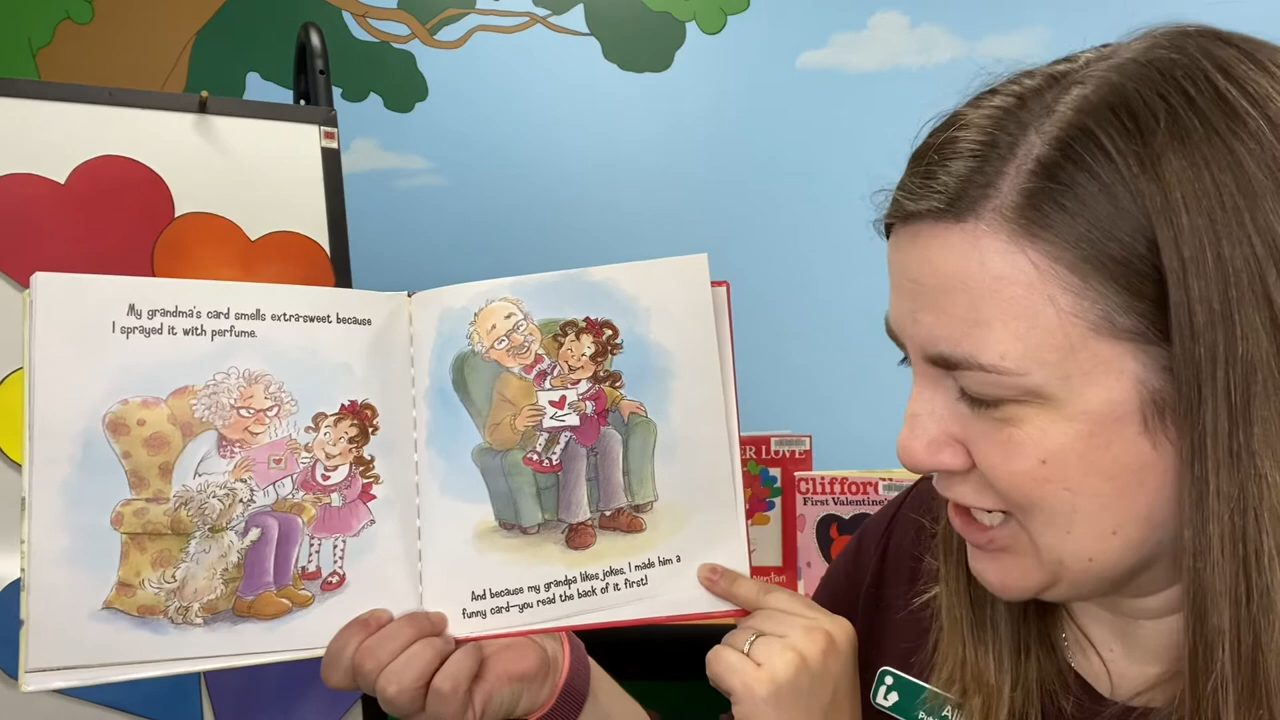 My grandma's card smells extra-sweet because
I sprayed it with perfume.
And because my grandpa likes jokes, I made him a
funny card—you read the back of it first!
LOVE
Clifford
First Valentine's